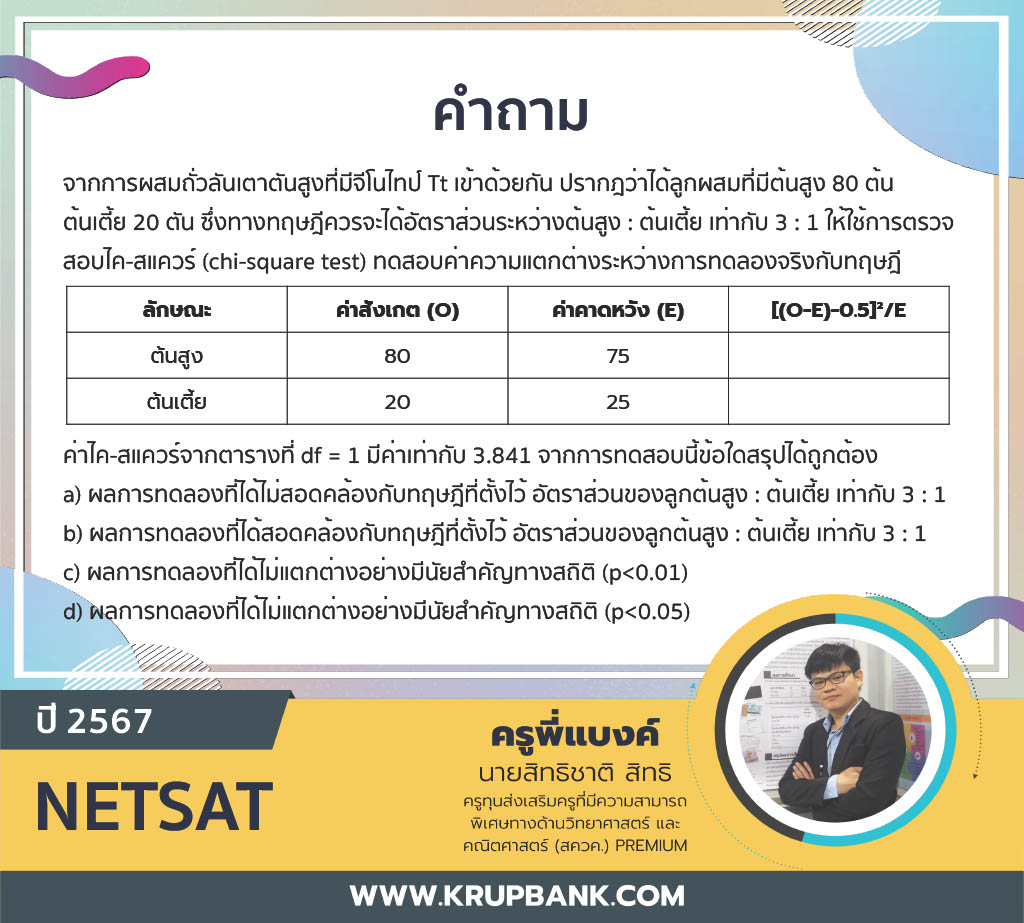 คำถาม
จากการผสมถั่วลันเตาต้นสูงที่มีจีโนไทป์ Tt เข้าด้วยกัน ปรากฎว่าได้ลูกผสมที่มีต้นสูง 80 ต้น
ต้นเตี้ย 20 ต้น ซึ่งทางทฤษฎีควรจะได้อัตราส่วนระหว่างต้นสูง : ต้นเตี้ย เท่ากับ 3 : 1 ให้ใช้การตรวจ
สอบไค-สแควร์ (chi-square test) ทดสอบค่าความแตกต่างระหว่างการทดลองจริงกับทฤษฎี
ลักษณะ ค่าสังเกต (O) ค่าคาดหวัง (E) [(O-E)-0.5]²/E
ต้นสูง 80 75
ต้นเตี้ย 20 25
ค่าไค-สแควร์จากตารางที่ df = 1 มีค่าเท่ากับ 3.841 จากการทดสอบนี้ข้อใดสรุปได้ถูกต้อง
a) ผลการทดลองที่ได้ไม่สอดคล้องกับทฤษฎีที่ตั้งไว้ อัตราส่วนของลูกต้นสูง : ต้นเตี้ย เท่ากับ 3 : 1
b) ผลการทดลองที่ได้สอดคล้องกับทฤษฎีที่ตั้งไว้ อัตราส่วนของลูกต้นสูง : ต้นเตี้ย เท่ากับ 3 : 1
c) ผลการทดลองที่ได้ไม่แตกต่างอย่างมีนัยสำคัญทางสถิติ (p<0.01)
d) ผลการทดลองที่ได้ไม่แตกต่างอย่างมีนัยสำคัญทางสถิติ (p<0.05)
ปี 2567
NETSAT
ครูพี่แบงค์
นายสิทธิชาติ สิทธิ
ครูทุนส่งเสริมครูที่มีความสามารถ
พิเศษทางด้านวิทยาศาสตร์ และ
คณิตศาสตร์ (สควค.) PREMIUM
WWW.KRUPBANK.COM